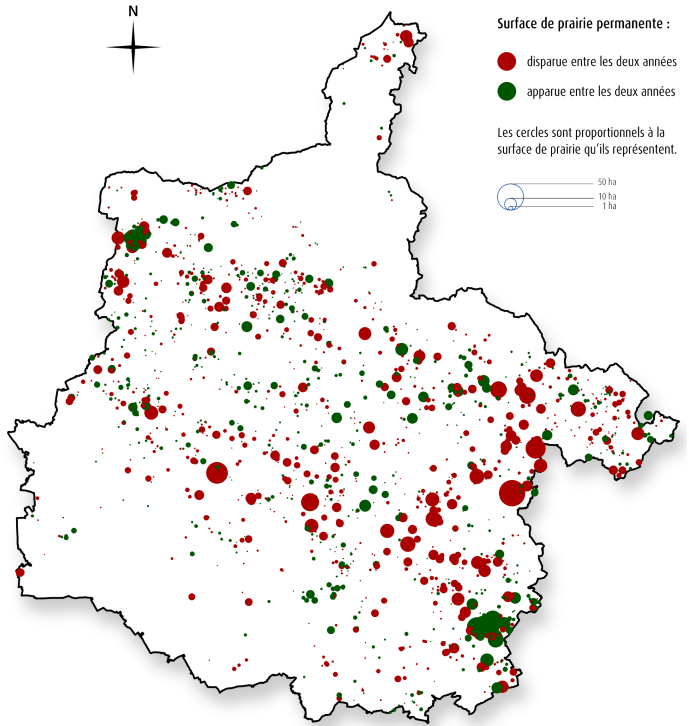 N
Surface de prairie permanente :
disparue entre les deux années
apparue entre les deux années
Les cercles sont proportionnels à la
surface de prairie qu'ils représentent.
50 ha
10 ha
1 ha